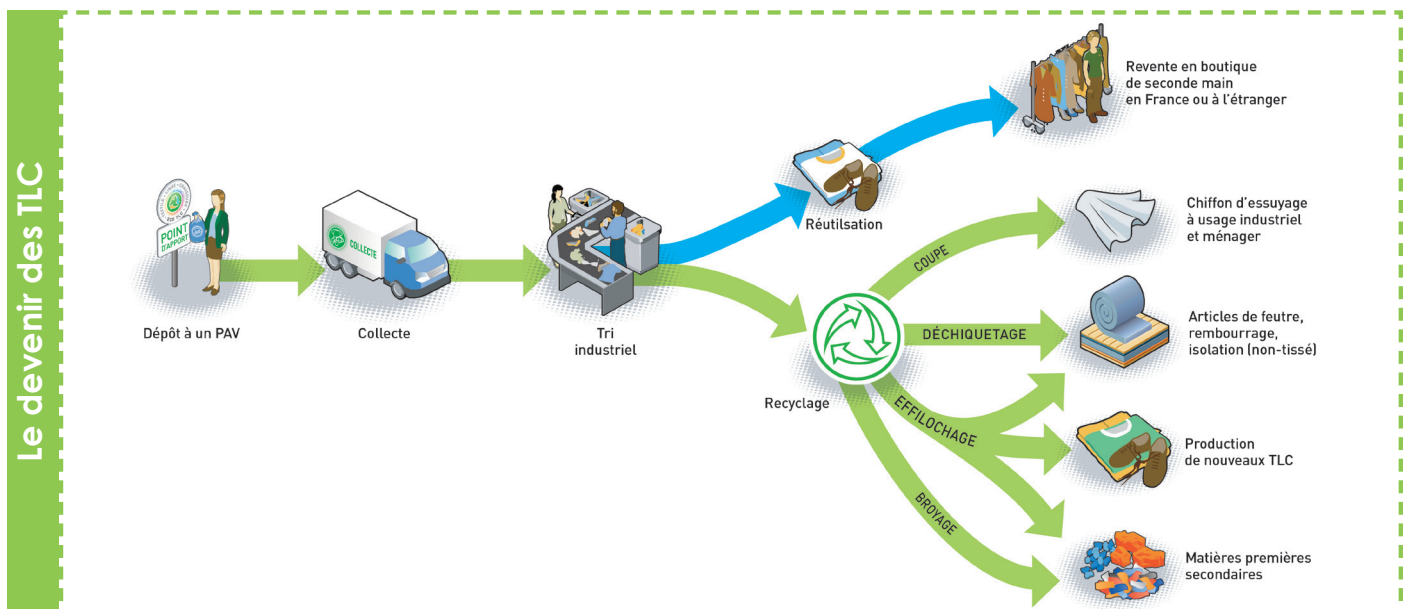 Le devenir des TLC
POINT
D'APPORT
Dépôt à un PAV
COLLECTE
Collecte
Tri
industriel
Réutilsation
Revente en boutique
de seconde main
en France ou à l'étranger
Recyclage
COUPE
Chiffon d'essuyage
à usage industriel
et ménager
DÉCHIQUETAGE
Articles de feutre,
rembourrage,
isolation (non-tissé)
EFFILOCHAGE
Production
de nouveaux TLC
BROYAGE
Matières premières
secondaires